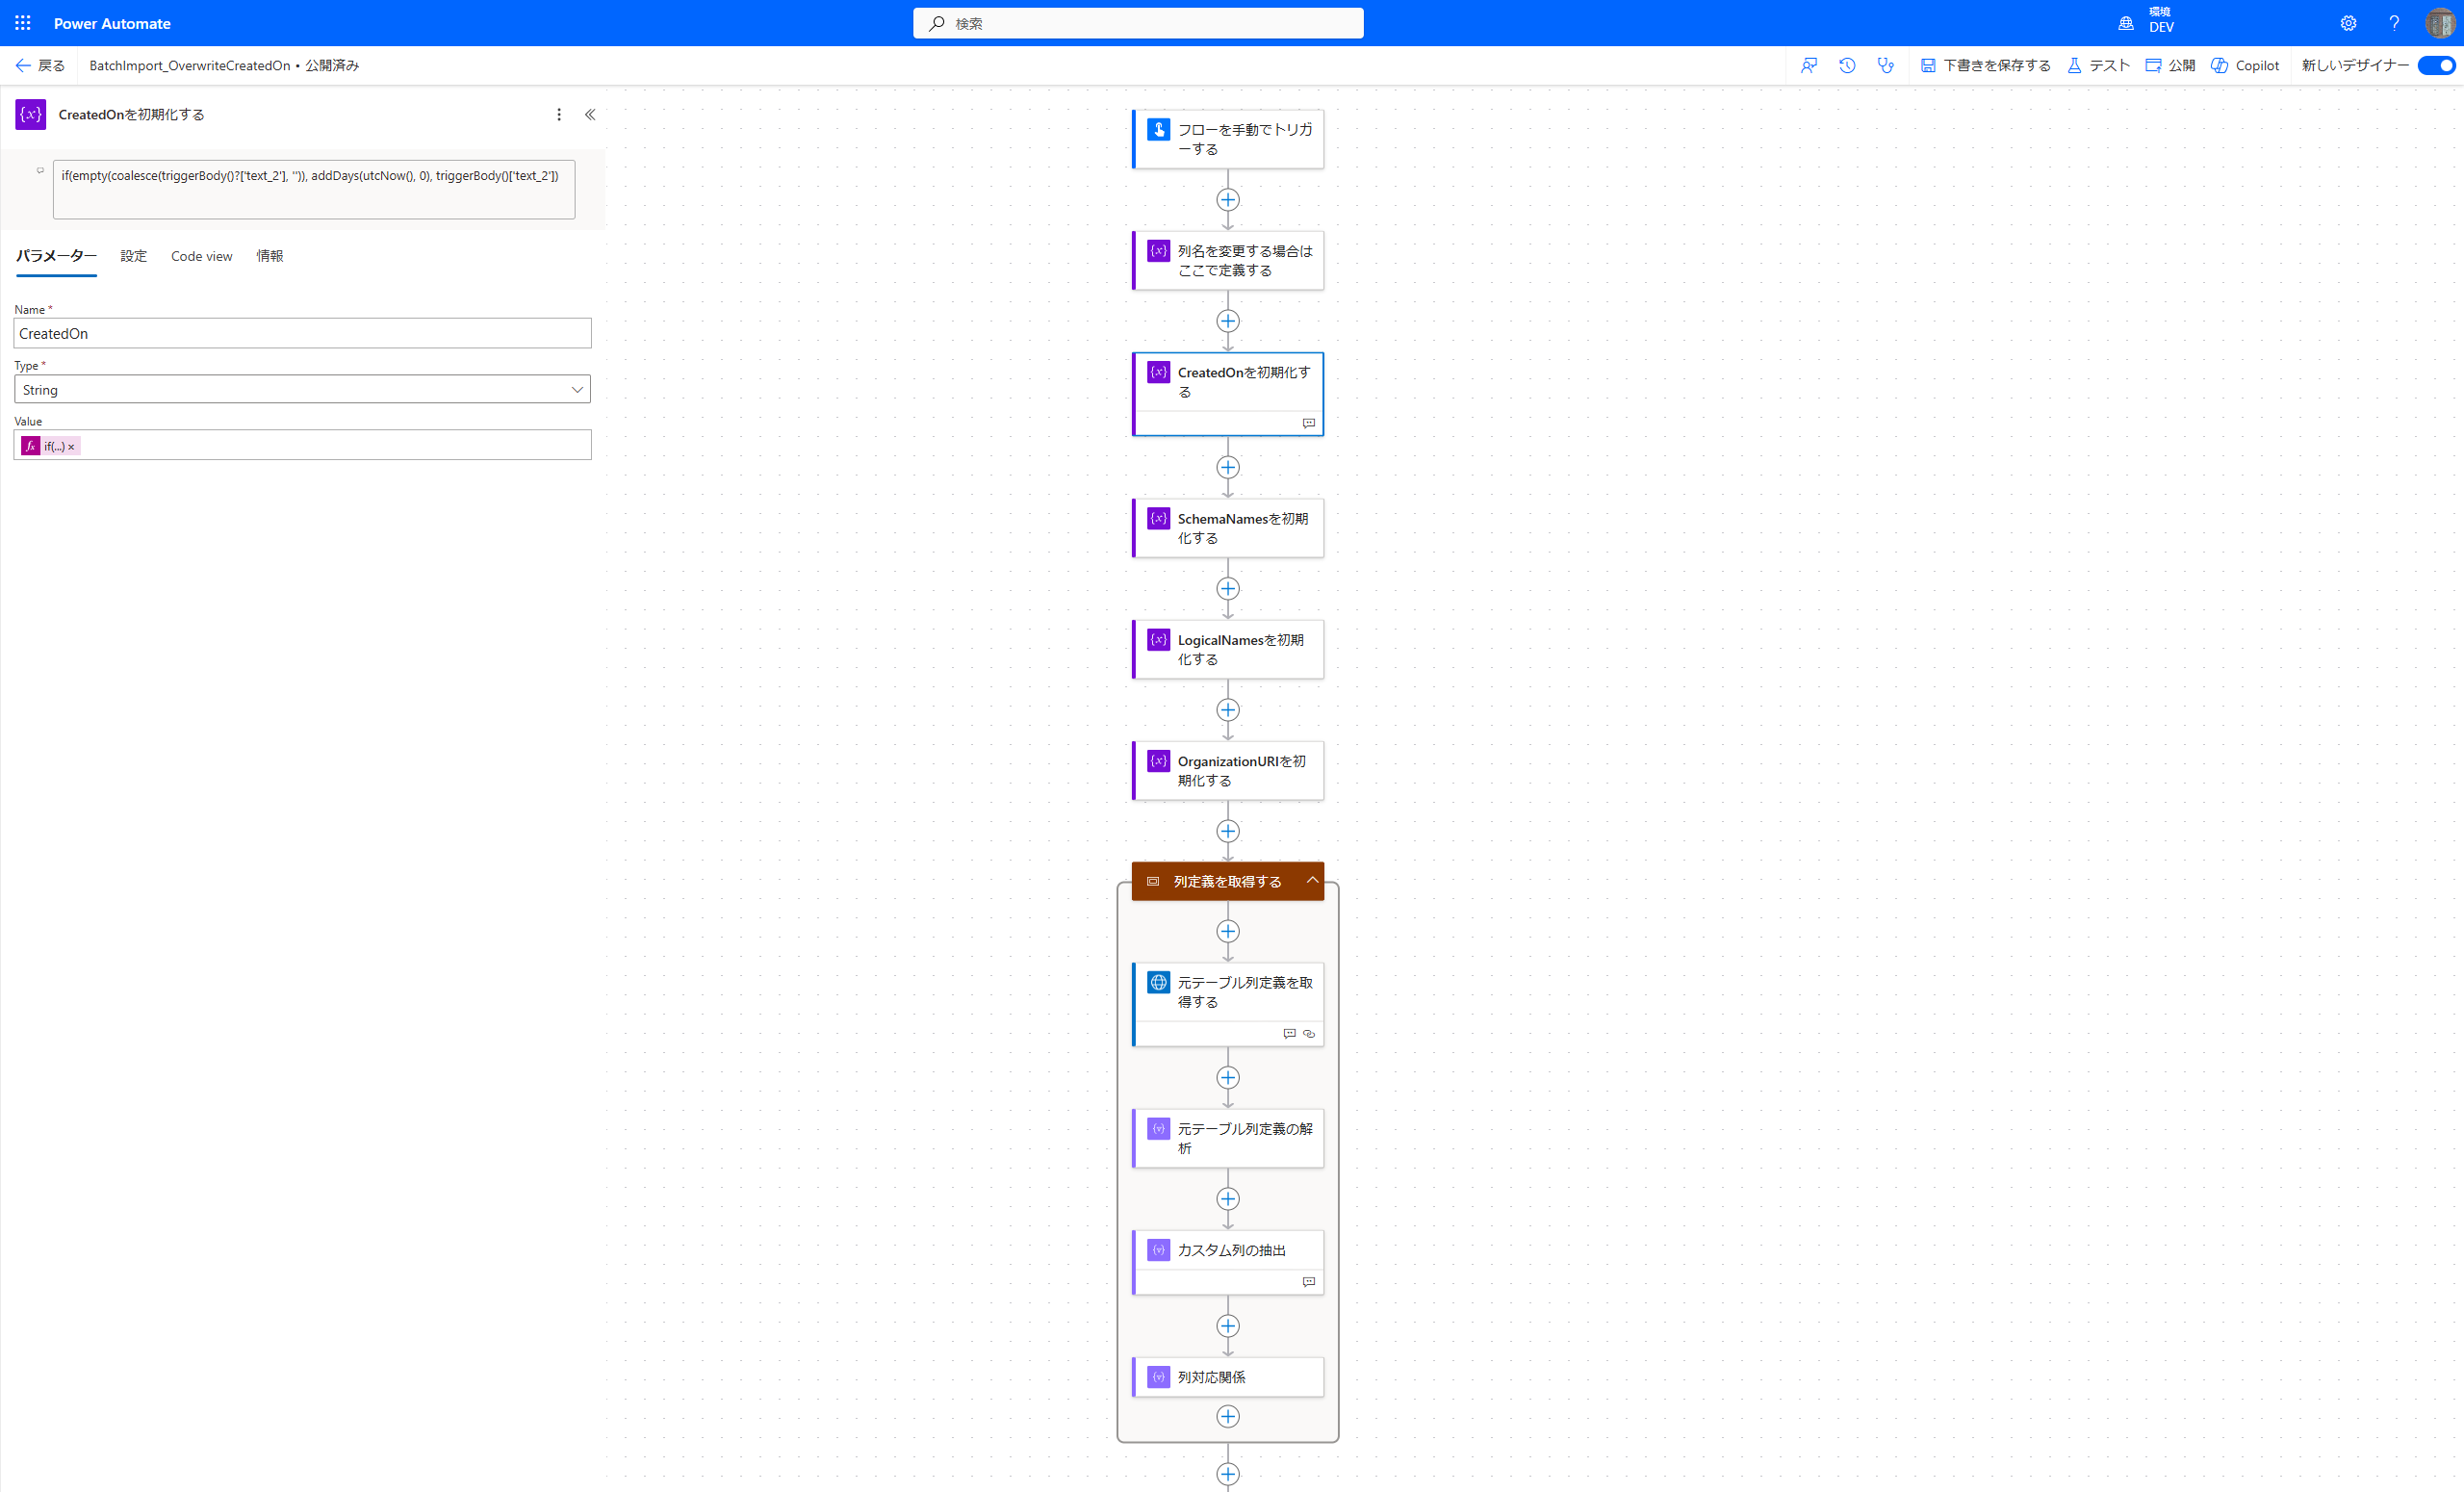 Power Automate
検索
環境
DEV
戻る
BatchImport_OverwriteCreatedOn • 公開済み
下書きを保存する
テスト
公開
Copilot
新しいデザイナー
CreatedOnを初期化する
if(empty(coalesce(triggerBody()?['text_2'], '')), addDays(utcNow(), 0), triggerBody()['text_2'])
パラメーター
設定
Code view
情報
Name *
CreatedOn
Type *
String
Value
fx if(...) ×
フローを手動でトリガ
ーする
{x} 列名を変更する場合は
ここで定義する
{x} CreatedOnを初期化す
る
{x} SchemaNamesを初期
化する
{x} LogicalNamesを初期
化する
{x} OrganizationURIを初
期化する
列定義を取得する
元テーブル列定義を取
得する
{v} 元テーブル列定義の解
析
{v} カスタム列の抽出
{v} 列対応関係